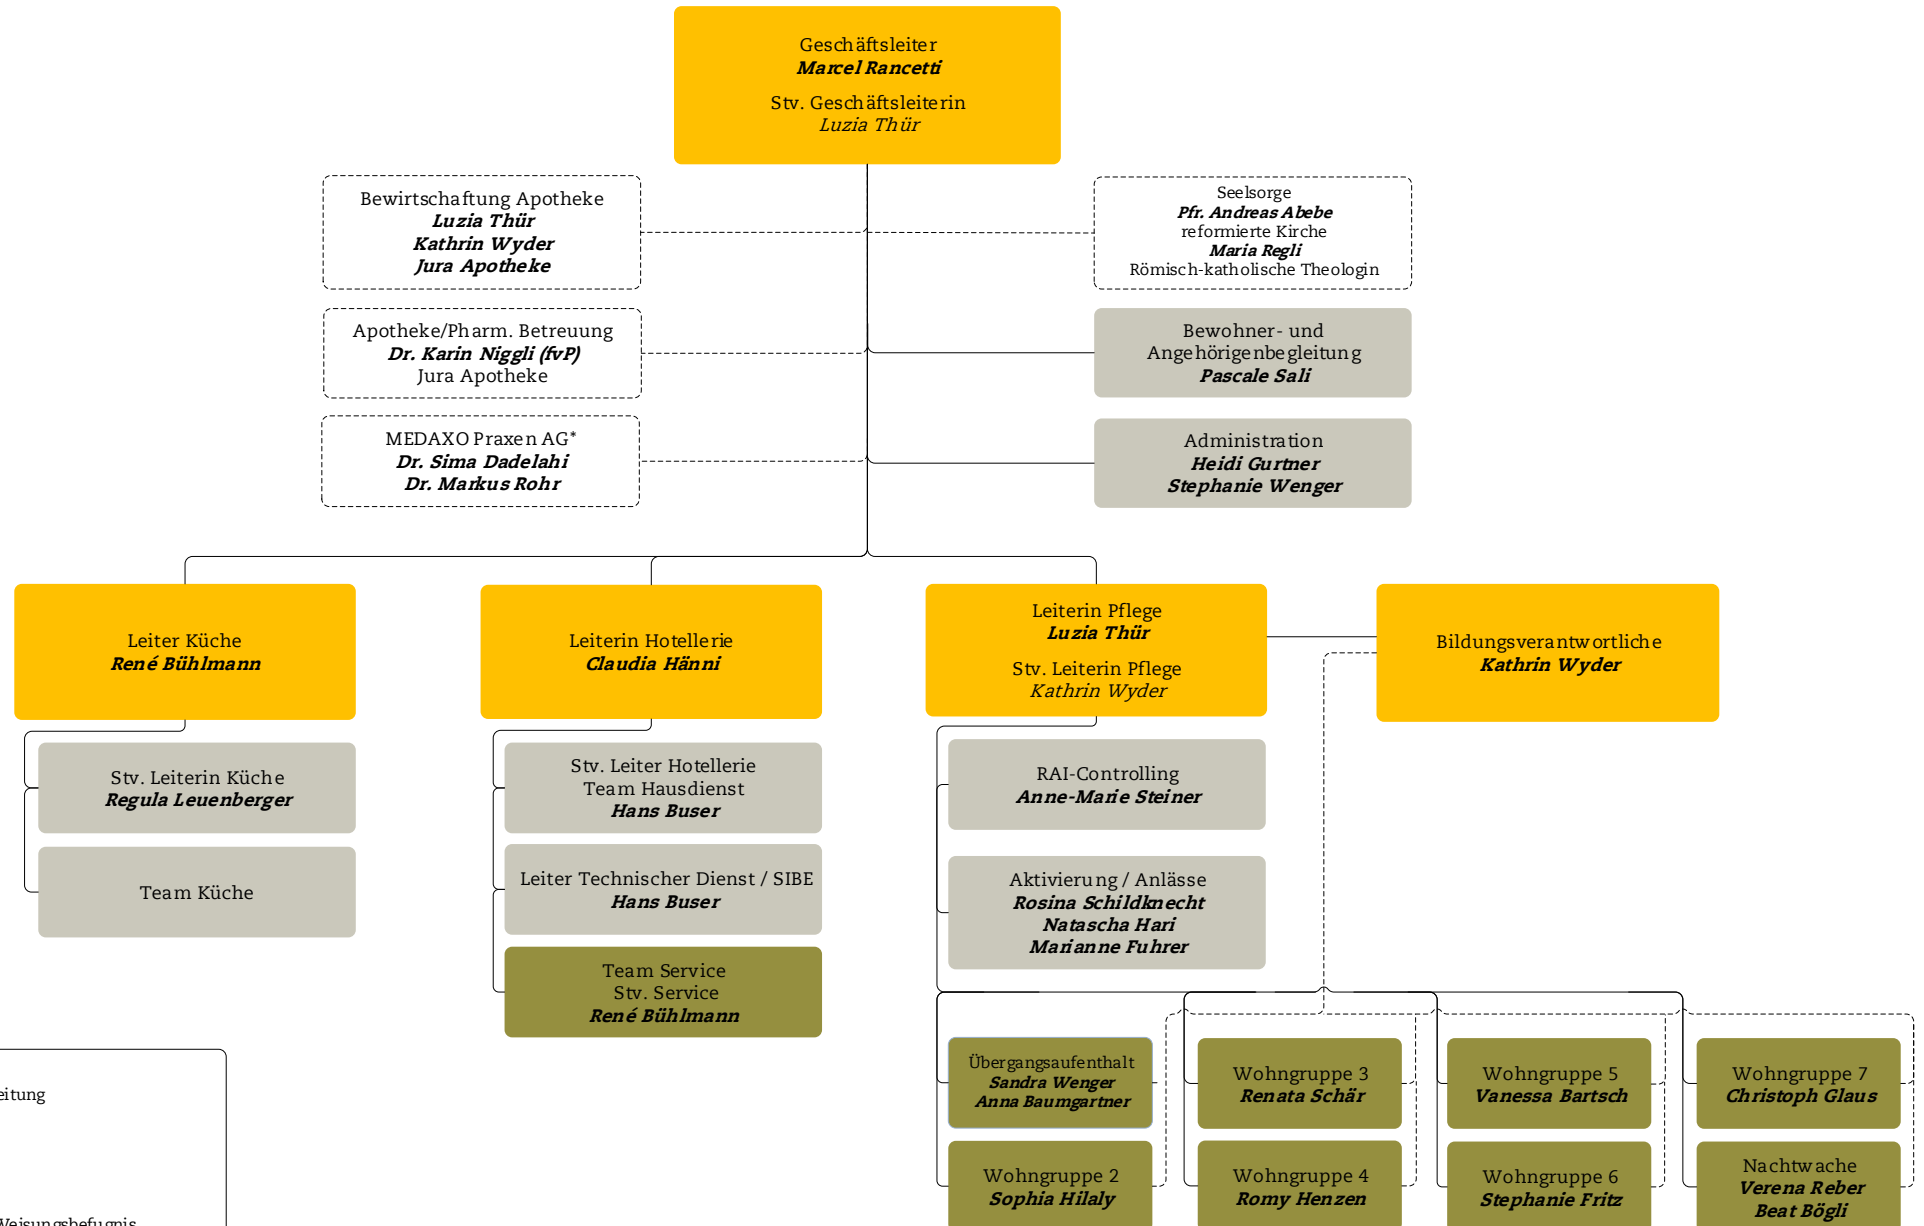 Geschäftsleiter
Marcel Rancetti
Stv. Geschäftsleiterin
Luzia Thür
Bewirtschaftung Apotheke
Luzia Thür
Kathrin Wyder
Jura Apotheke
Seelsorge
Pfr. Andreas Abebe
reformierte Kirche
Maria Regli
Römisch-katholische Theologin
Apotheke/Pharm. Betreuung
Dr. Karin Niggli (fvP)
Jura Apotheke
Bewohner- und
Angehörigenbegleitung
Pascale Sali
MEDAXO Praxen AG*
Dr. Sima Dadelahi
Dr. Markus Rohr
Administration
Heidi Gurtner
Stephanie Wenger
Leiter Küche
René Bühlmann
Leiterin Hotellerie
Claudia Hänni
Leiterin Pflege
Luzia Thür
Stv. Leiterin Pflege
Kathrin Wyder
Bildungsverantwortliche
Kathrin Wyder
Stv. Leiterin Küche
Regula Leuenberger
Team Küche
Stv. Leiter Hotellerie
Team Hausdienst
Hans Buser
Leiter Technischer Dienst / SIBE
Hans Buser
Team Service
Stv. Service
René Bühlmann
RAI-Controlling
Anne-Marie Steiner
Aktivierung / Anlässe
Rosina Schildknecht
Natascha Hari
Marianne Fuhrer
Übergangsaufenthalt
Sandra Wenger
Anna Baumgartner
Wohngruppe 3
Renata Schär
Wohngruppe 5
Vanessa Bartsch
Wohngruppe 7
Christoph Glaus
Wohngruppe 2
Sophia Hilaly
Wohngruppe 4
Romy Henzen
Wohngruppe 6
Stephanie Fritz
Nachtwache
Verena Reber
Beat Bögli
eitung
Weisungsbefugnis